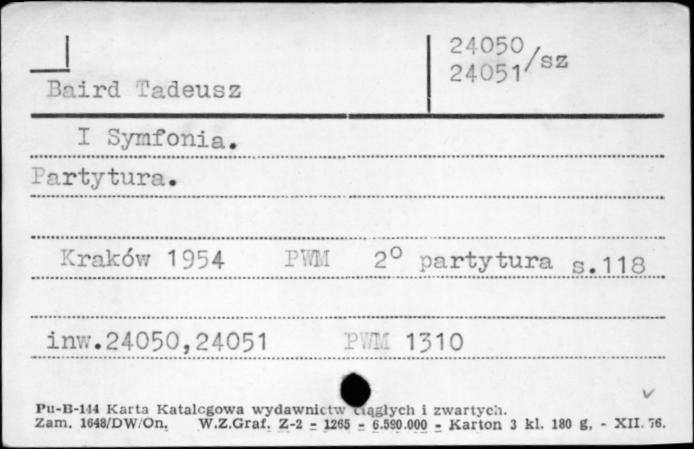 24050
24051/sz
Baird Tadeusz
I Symfonia.
Partytura.
Kraków 1954 PWM 2° partytura s.118
inw.24050,24051 PWM 1310
Pu-B-144 Karta Katalogowa wydawnictw ciągłych i zwartych.
Zam. 1648/DW/On. W.Z.Graf. Z-2 - 1265 - 6.590.000 - Karton 3 kl. 180 g. - XII. 76.